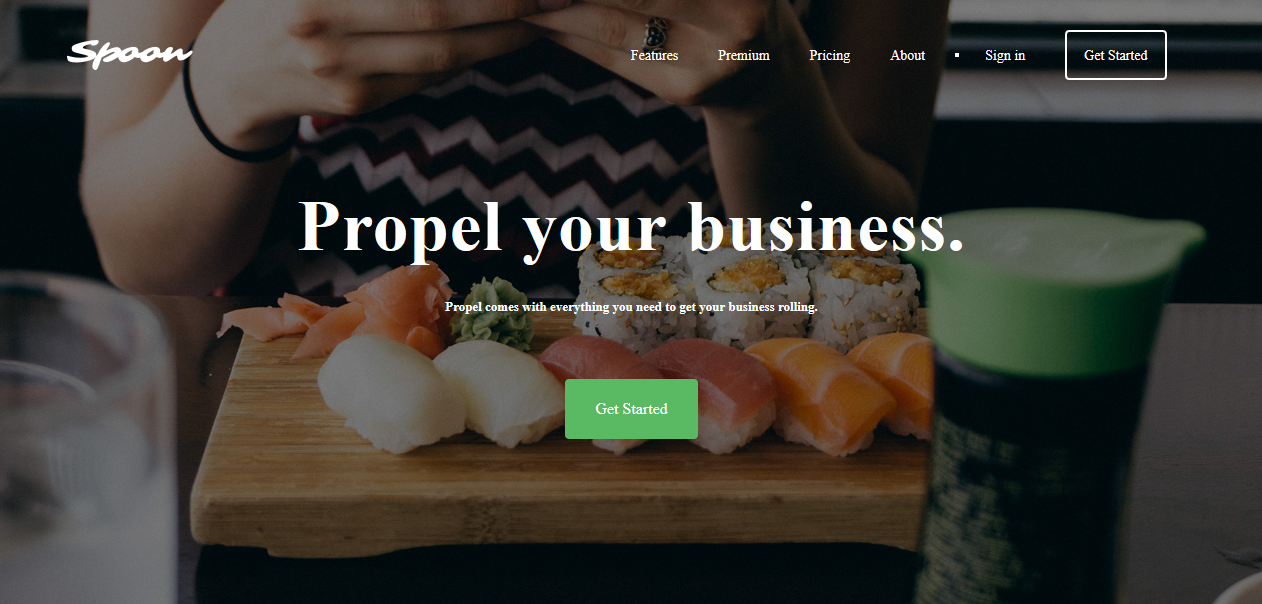 Spoon
Features Premium Pricing About Sign in Get Started
Propel your business.
Propel comes with everything you need to get your business rolling.
Get Started